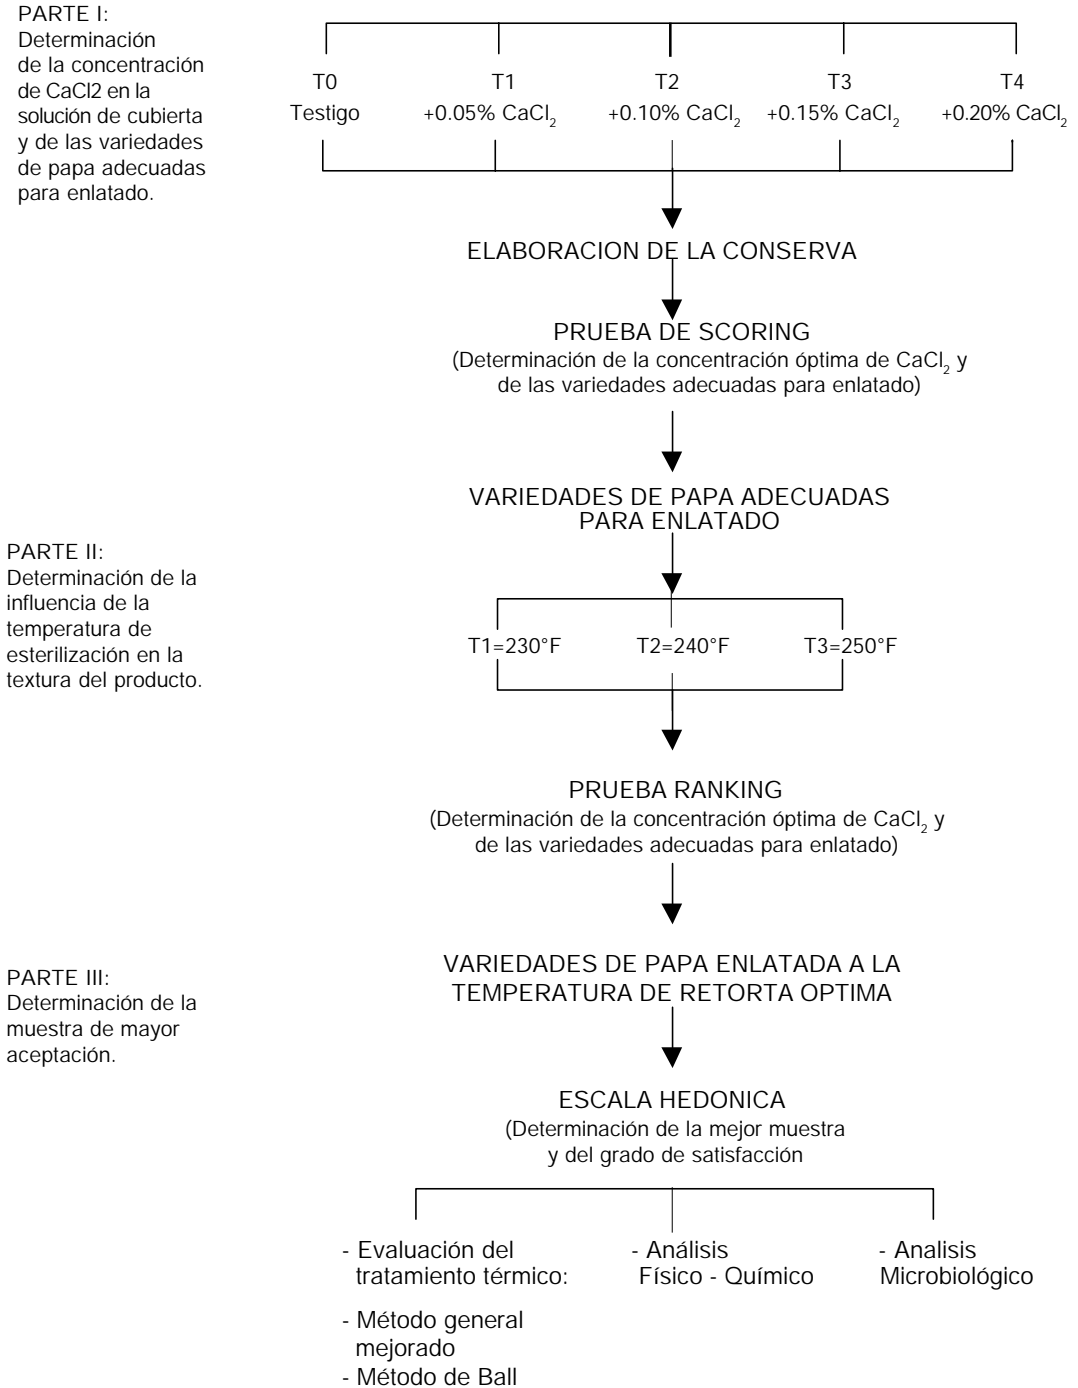 PARTE I:
Determinación
de la concentración
de CaCl2 en la
solución de cubierta
y de las variedades
de papa adecuadas
para enlatado.
T0 T1 T2 T3 T4
Testigo +0.05% CaCl₂ +0.10% CaCl₂ +0.15% CaCl₂ +0.20% CaCl₂
ELABORACION DE LA CONSERVA
PRUEBA DE SCORING
(Determinación de la concentración óptima de CaCl₂ y
de las variedades adecuadas para enlatado)
VARIEDADES DE PAPA ADECUADAS
PARA ENLATADO
PARTE II:
Determinación de la
influencia de la
temperatura de
esterilización en la
textura del producto.
T1=230°F T2=240°F T3=250°F
PRUEBA RANKING
(Determinación de la concentración óptima de CaCl₂ y
de las variedades adecuadas para enlatado)
PARTE III:
Determinación de la
muestra de mayor
aceptación.
VARIEDADES DE PAPA ENLATADA A LA
TEMPERATURA DE RETORTA OPTIMA
ESCALA HEDONICA
(Determinación de la mejor muestra
y del grado de satisfacción
- Evaluación del
tratamiento térmico:
- Método general
mejorado
- Método de Ball
- Análisis
Físico - Químico
- Analisis
Microbiológico